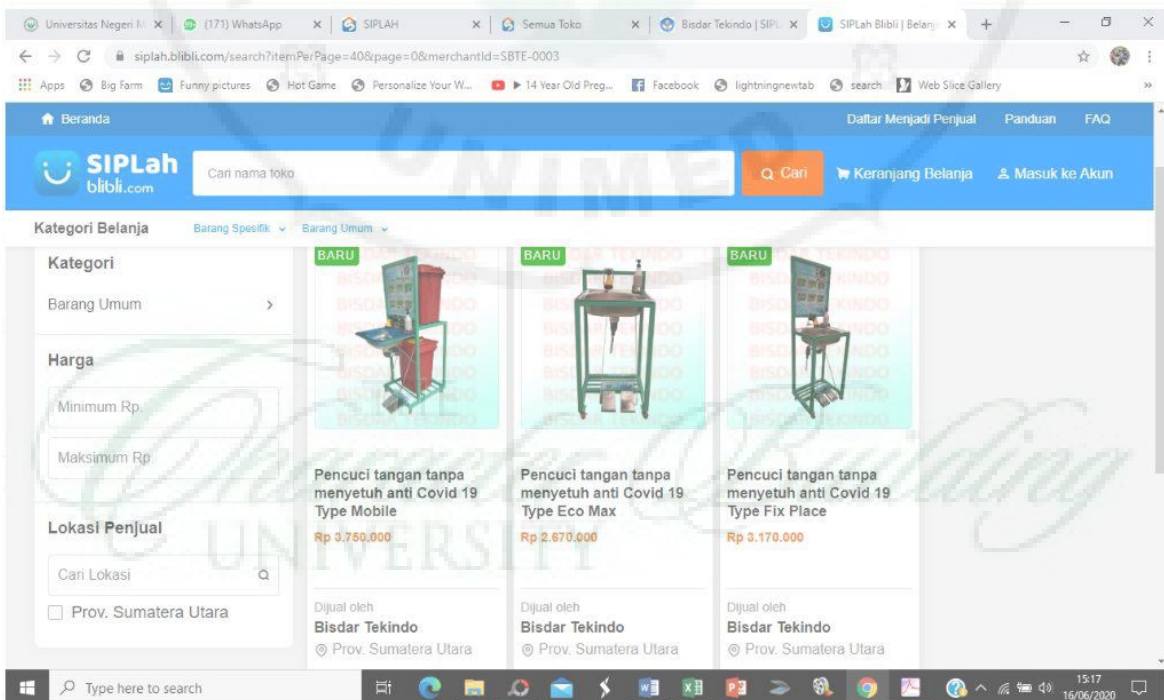 Universitas Negeri M
(171) WhatsApp
SIPLAH
Semua Toko
Bisdar Tekindo | SIPL
SIPLah Blibli | Belanj
siplah.blibli.com/search?itemPerPage=40&page=0&merchantId=SBTE-0003
Apps Big Farm Funny pictures Hot Game Personalize Your W... ▶ 14 Year Old Preg... Facebook lightningnewtab search Web Slice Gallery »
Beranda Daftar Menjadi Penjual Panduan FAQ
SIPLah
blibli.com
Cari nama toko Cari Keranjang Belanja Masuk ke Akun
Kategori Belanja Barang Spesifik Barang Umum
Kategori
Barang Umum
Harga
Minimum Rp.
Maksimum Rp.
Lokasi Penjual
Cari Lokasi
Prov. Sumatera Utara
BARU
Pencuci tangan tanpa
menyetuh anti Covid 19
Type Mobile
Rp 3.750.000
Dijual oleh
Bisdar Tekindo
Prov. Sumatera Utara
BARU
Pencuci tangan tanpa
menyetuh anti Covid 19
Type Eco Max
Rp 2.670.000
Dijual oleh
Bisdar Tekindo
Prov. Sumatera Utara
BARU
Pencuci tangan tanpa
menyetuh anti Covid 19
Type Fix Place
Rp 3.170.000
Dijual oleh
Bisdar Tekindo
Prov. Sumatera Utara
UNIMED
THE
Character Building
UNIVERSITY
Type here to search
15:17
16/06/2020